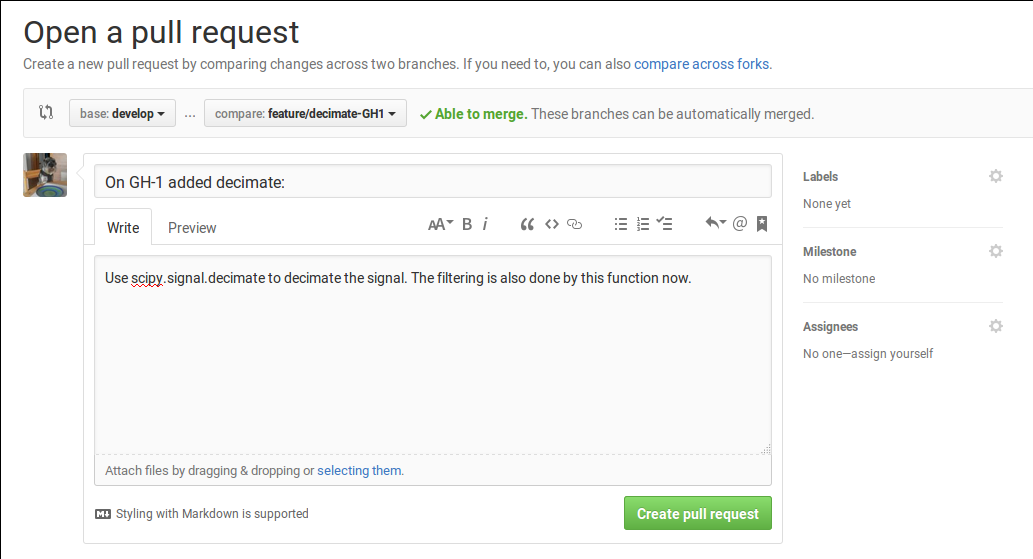 Open a pull request
Create a new pull request by comparing changes across two branches. If you need to, you can also compare across forks.
base: develop ... compare: feature/decimate-GH1 Able to merge. These branches can be automatically merged.
On GH-1 added decimate:
Write Preview AA B i @
Use scipy.signal.decimate to decimate the signal. The filtering is also done by this function now.
Attach files by dragging & dropping or selecting them.
Styling with Markdown is supported
Create pull request
Labels
None yet
Milestone
No milestone
Assignees
No one—assign yourself